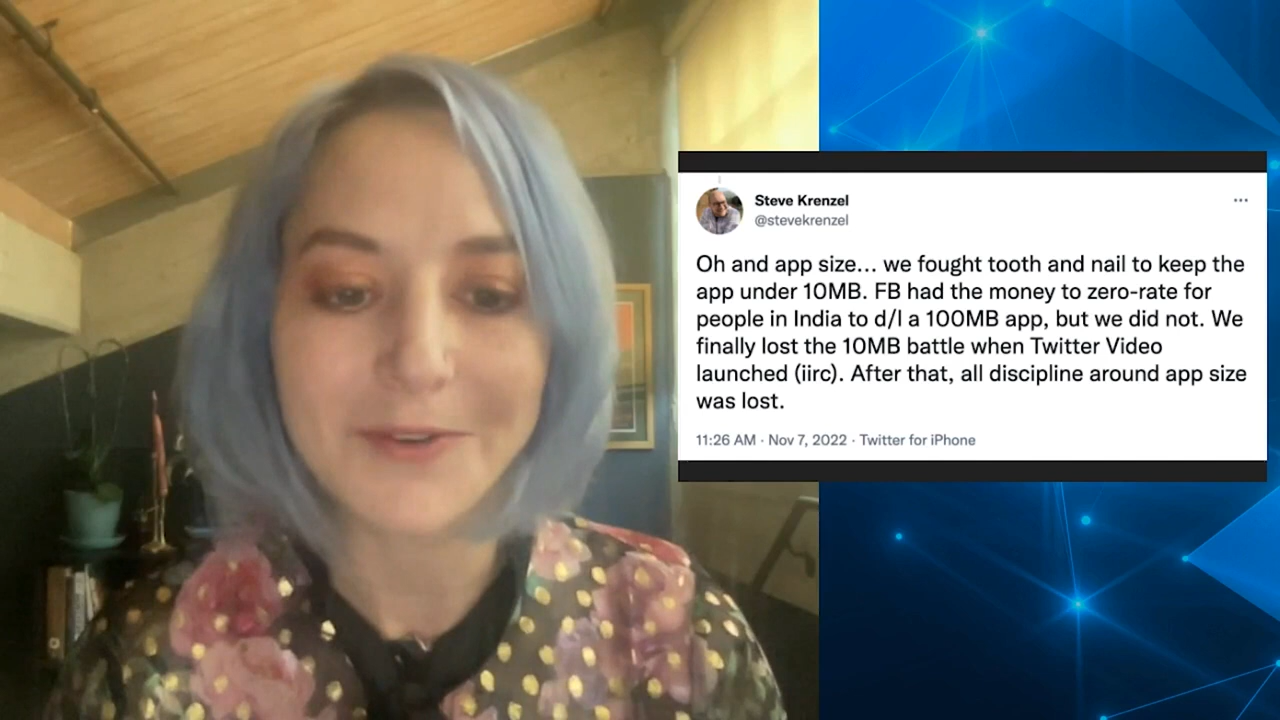 Steve Krenzel
@stevekrenzel
Oh and app size... we fought tooth and nail to keep the
app under 10MB. FB had the money to zero-rate for
people in India to d/l a 100MB app, but we did not. We
finally lost the 10MB battle when Twitter Video
launched (iirc). After that, all discipline around app size
was lost.
11:26 AM · Nov 7, 2022 · Twitter for iPhone